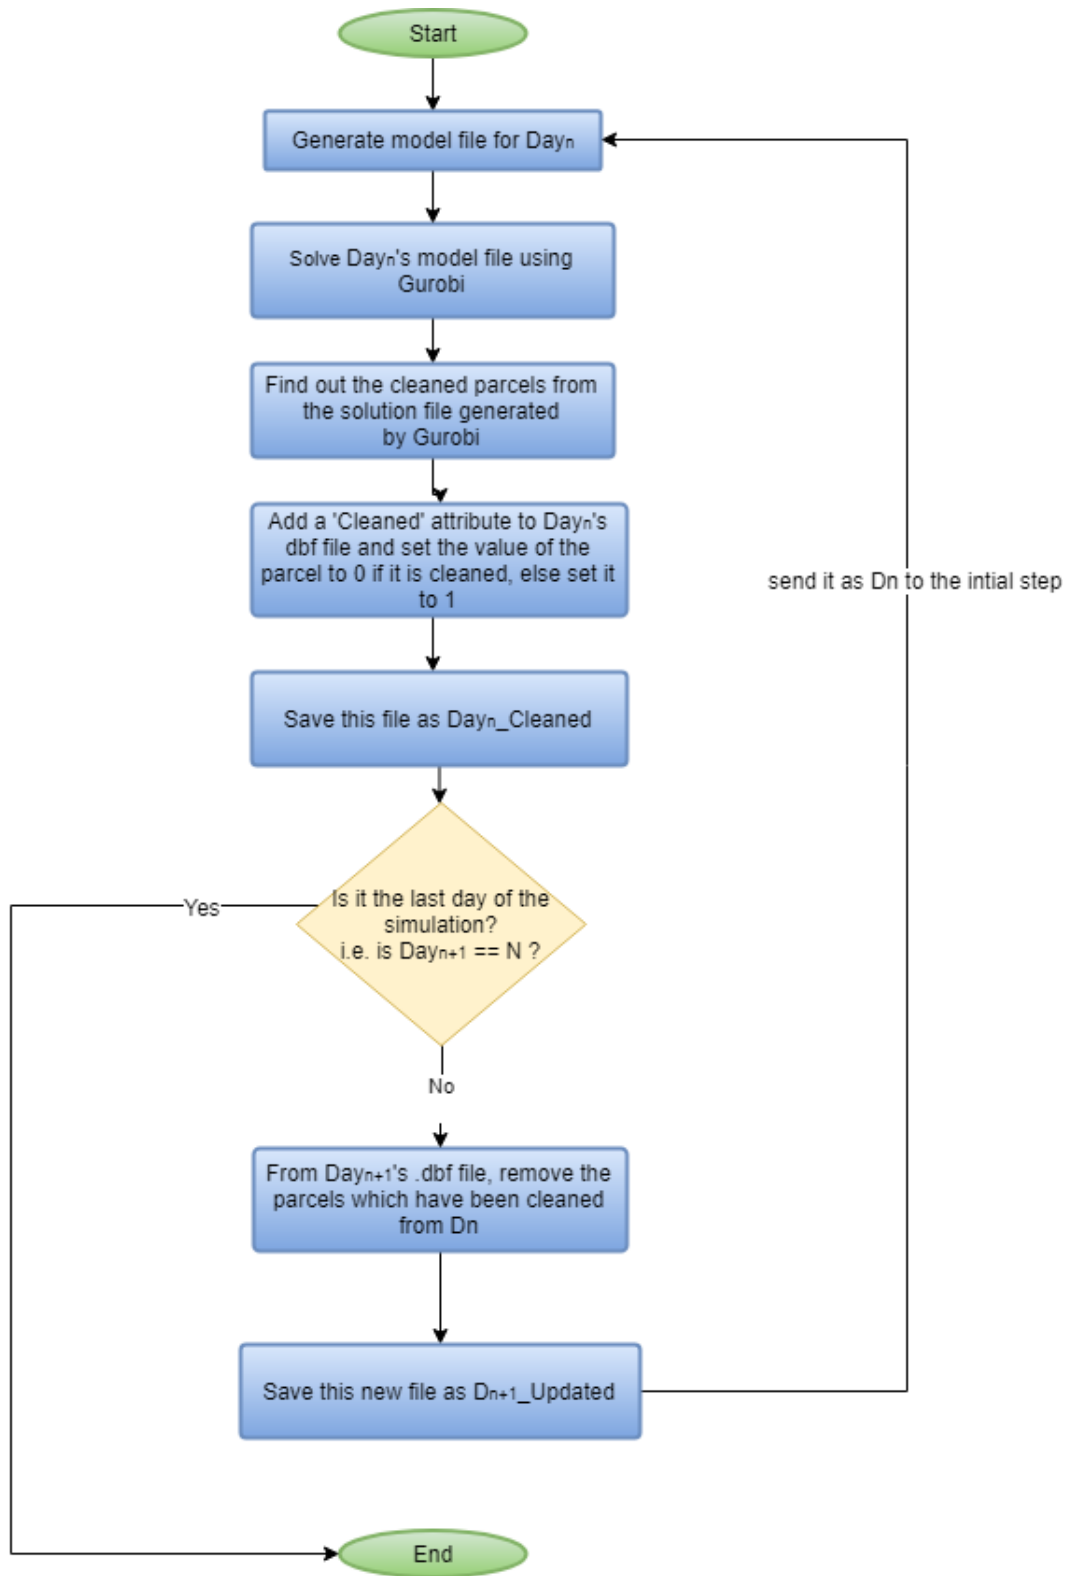 Start
Generate model file for Dayn
Solve Dayn's model file using
Gurobi
Find out the cleaned parcels from
the solution file generated
by Gurobi
Add a 'Cleaned' attribute to Dayn's
dbf file and set the value of the
parcel to 0 if it is cleaned, else set it
to 1
send it as Dn to the intial step
Save this file as Dayn_Cleaned
Is it the last day of the
simulation?
i.e. is Dayn+1 == N ?
Yes
No
From Dayn+1's .dbf file, remove the
parcels which have been cleaned
from Dn
Save this new file as Dn+1_Updated
End